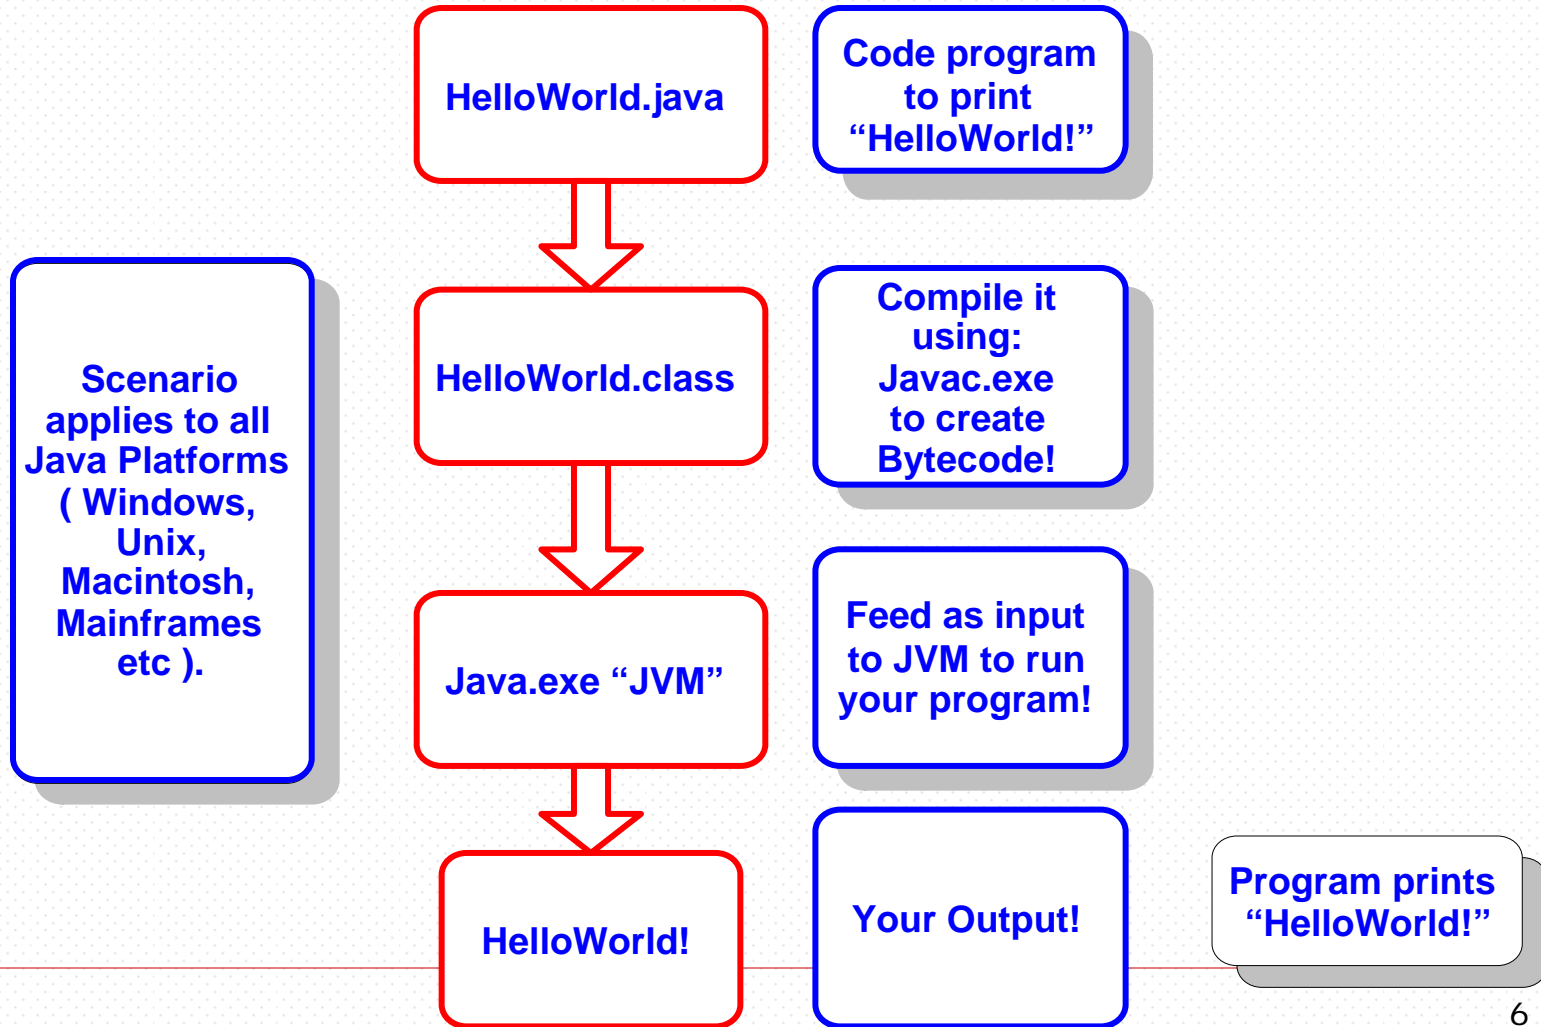 HelloWorld.java
Code program
to print
“HelloWorld!”
Scenario
applies to all
Java Platforms
( Windows,
Unix,
Macintosh,
Mainframes
etc ).
HelloWorld.class
Compile it
using:
Javac.exe
to create
Bytecode!
Java.exe “JVM”
Feed as input
to JVM to run
your program!
HelloWorld!
Your Output!
Program prints
“HelloWorld!”
6